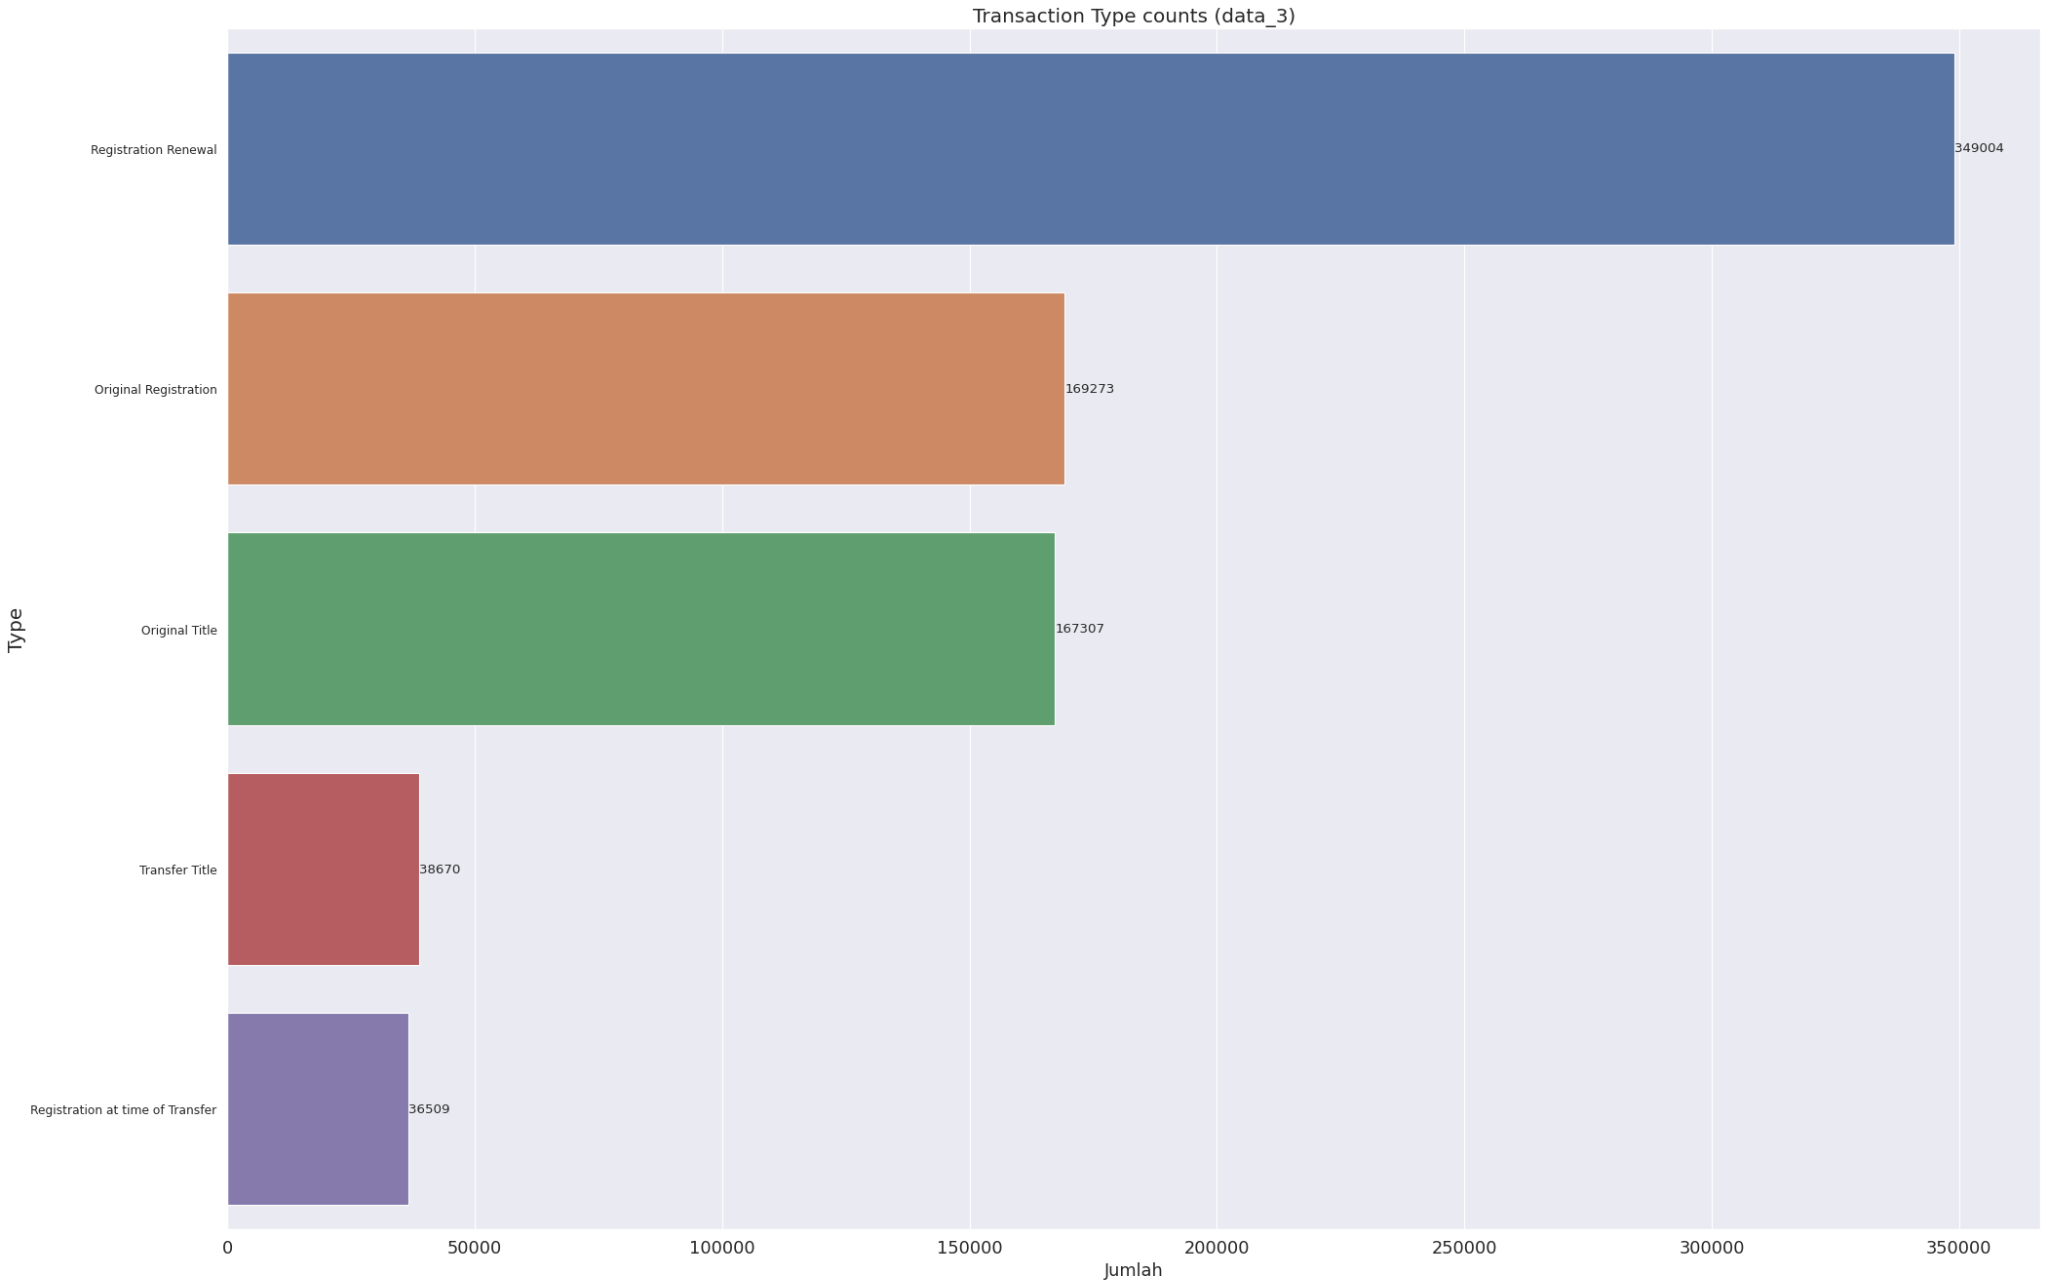 Transaction Type counts (data_3)
Registration Renewal
349004
Original Registration
169273
Original Title
167307
Type
Transfer Title
38670
Registration at time of Transfer
36509
0 50000 100000 150000 200000 250000 300000 350000
Jumlah